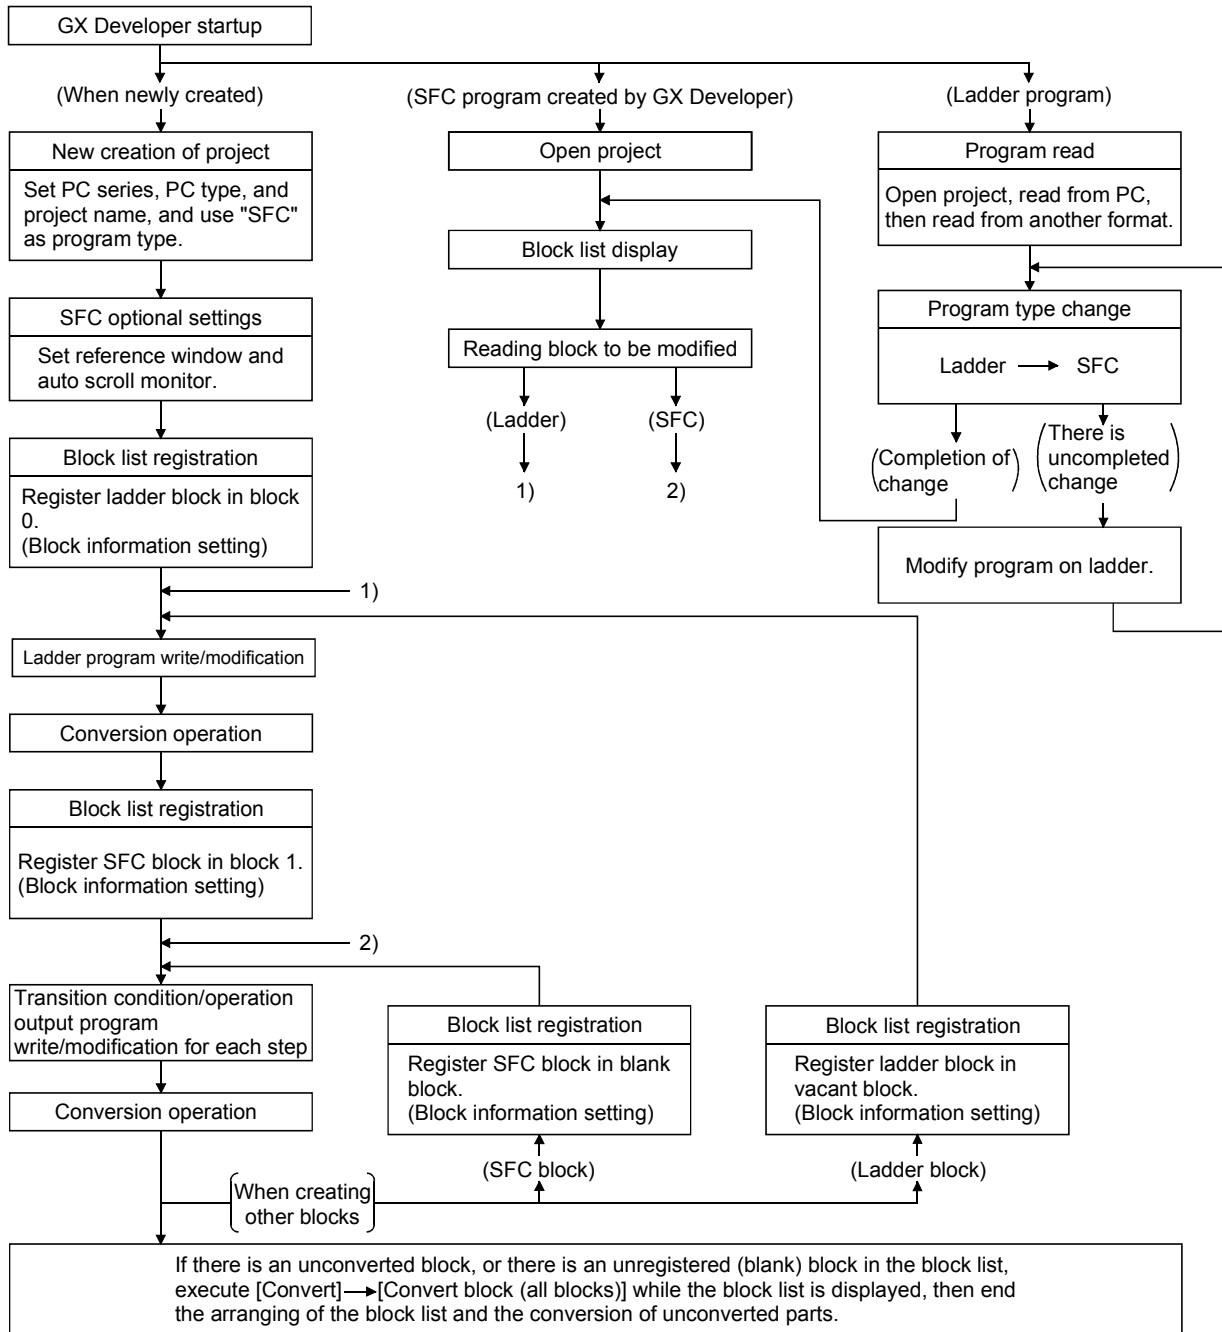 GX Developer startup
(When newly created)
(SFC program created by GX Developer)
(Ladder program)
New creation of project
Set PC series, PC type, and
project name, and use "SFC"
as program type.
Open project
Program read
Open project, read from PC,
then read from another format.
Block list display
SFC optional settings
Set reference window and
auto scroll monitor.
Reading block to be modified
Program type change
Ladder → SFC
(Ladder)
(SFC)
1)
2)
(Completion of
change)
(There is
uncompleted
change)
Block list registration
Register ladder block in block
0.
(Block information setting)
Modify program on ladder.
1)
Ladder program write/modification
Conversion operation
Block list registration
Register SFC block in block 1.
(Block information setting)
2)
Transition condition/operation
output program
write/modification for each step
Conversion operation
Block list registration
Register SFC block in blank
block.
(Block information setting)
Block list registration
Register ladder block in
vacant block.
(Block information setting)
(SFC block)
(Ladder block)
[When creating
other blocks]
If there is an unconverted block, or there is an unregistered (blank) block in the block list,
execute [Convert]→[Convert block (all blocks)] while the block list is displayed, then end
the arranging of the block list and the conversion of unconverted parts.